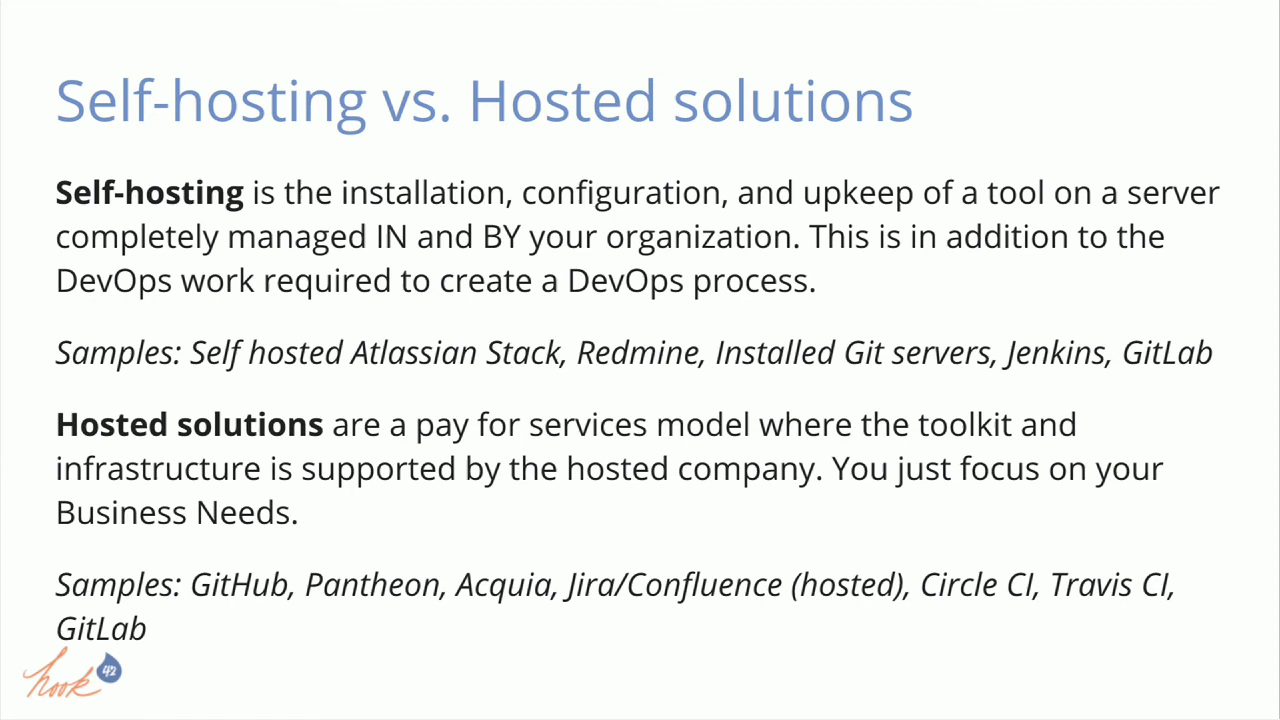 Self-hosting vs. Hosted solutions
Self-hosting is the installation, configuration, and upkeep of a tool on a server
completely managed IN and BY your organization. This is in addition to the
DevOps work required to create a DevOps process.
Samples: Self hosted Atlassian Stack, Redmine, Installed Git servers, Jenkins, GitLab
Hosted solutions are a pay for services model where the toolkit and
infrastructure is supported by the hosted company. You just focus on your
Business Needs.
Samples: GitHub, Pantheon, Acquia, Jira/Confluence (hosted), Circle CI, Travis CI,
GitLab
hook 42